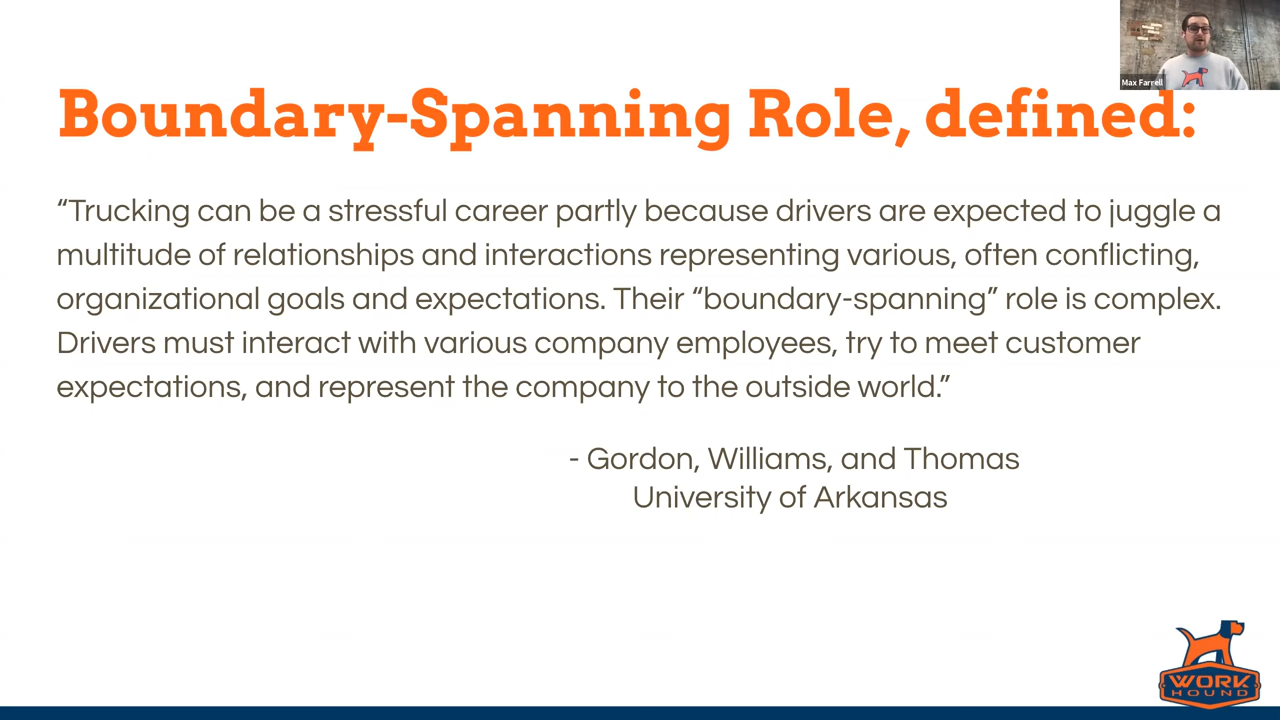 Max Farrell
Boundary-Spanning Role, defined:
“Trucking can be a stressful career partly because drivers are expected to juggle a
multitude of relationships and interactions representing various, often conflicting,
organizational goals and expectations. Their “boundary-spanning” role is complex.
Drivers must interact with various company employees, try to meet customer
expectations, and represent the company to the outside world.”
- Gordon, Williams, and Thomas
University of Arkansas
WORK
HOUND